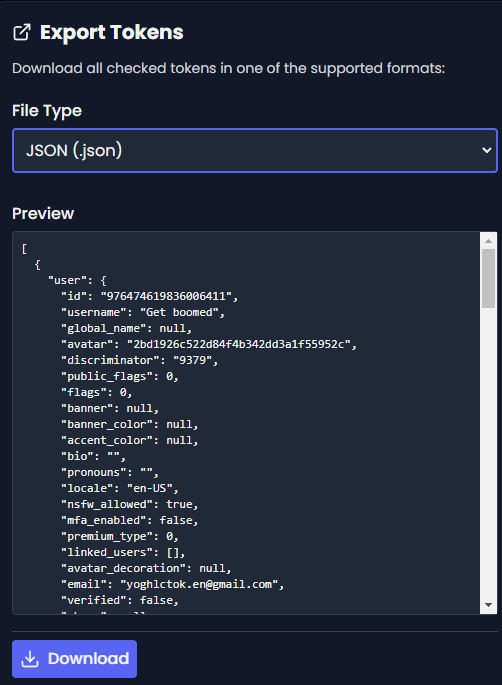 Export Tokens
Download all checked tokens in one of the supported formats:
File Type
JSON (.json)
Preview
[
{
"user": {
"id": "976474619836006411",
"username": "Get boomed",
"global_name": null,
"avatar": "2bd1926c522d84f4b342dd3a1f55952c",
"discriminator": "9379",
"public_flags": 0,
"flags": 0,
"banner": null,
"banner_color": null,
"accent_color": null,
"bio": "",
"pronouns": "",
"locale": "en-US",
"nsfw_allowed": true,
"mfa_enabled": false,
"premium_type": 0,
"linked_users": [],
"avatar_decoration": null,
"email": "yoghlctok.en@gmail.com",
"verified": false,
Download